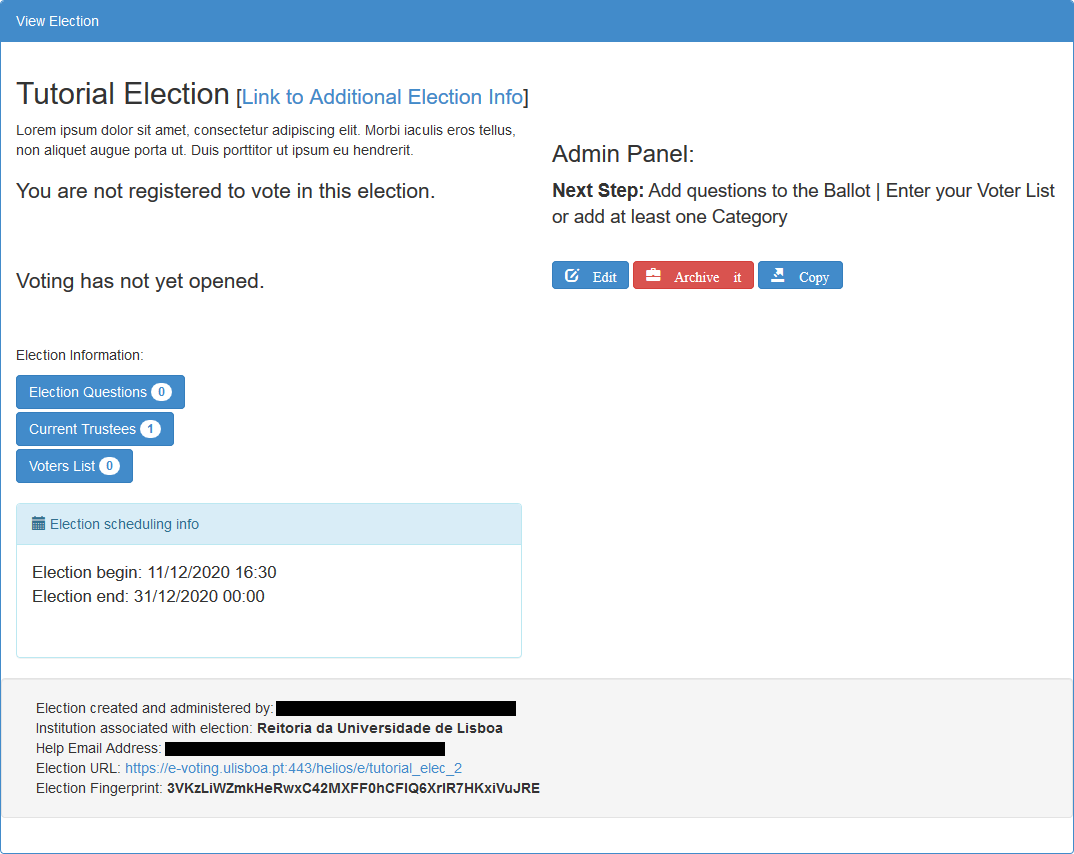 View Election
Tutorial Election [Link to Additional Election Info]
Lorem ipsum dolor sit amet, consectetur adipiscing elit. Morbi iaculis eros tellus,
non aliquet augue porta ut. Duis porttitor ut ipsum eu hendrerit.
You are not registered to vote in this election.
Voting has not yet opened.
Admin Panel:
Next Step: Add questions to the Ballot | Enter your Voter List
or add at least one Category
Edit Archive it Copy
Election Information:
Election Questions 0
Current Trustees 1
Voters List 0
Election scheduling info
Election begin: 11/12/2020 16:30
Election end: 31/12/2020 00:00
Election created and administered by:
Institution associated with election: Reitoria da Universidade de Lisboa
Help Email Address:
Election URL: https://e-voting.ulisboa.pt:443/helios/e/tutorial_elec_2
Election Fingerprint: 3VKzLiWZmkHeRwxC42MXFF0hCFIQ6XrIR7HKxiVuJRE